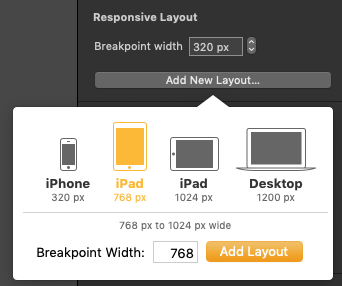 Responsive Layout
Breakpoint width 320 px
Add New Layout...
iPhone iPad iPad Desktop
320 px 768 px 1024 px 1200 px
768 px to 1024 px wide
Breakpoint Width: 768 Add Layout